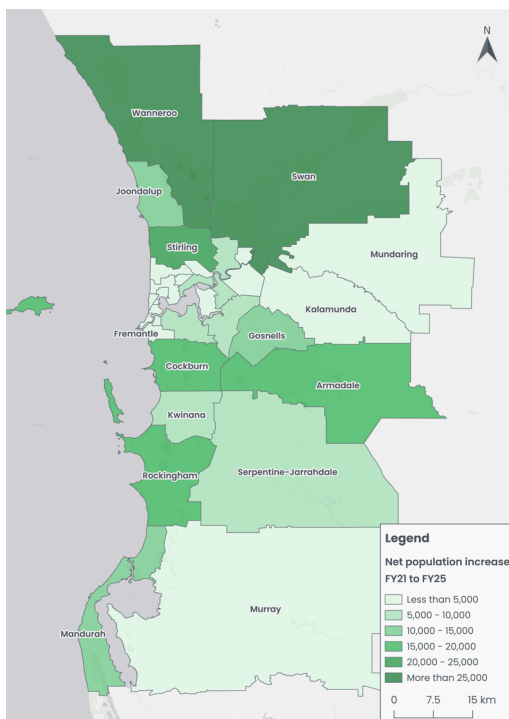 N
Wanneroo
Swan
Joondalup
Stirling
Mundaring
Kalamunda
Fremantle
Gosnells
Cockburn
Armadale
Kwinana
Rockingham
Serpentine-Jarrahdale
Murray
Mandurah
Legend
Net population increase
FY21 to FY25
Less than 5,000
5,000 - 10,000
10,000 - 15,000
15,000 - 20,000
20,000 - 25,000
More than 25,000
0 7.5 15 km